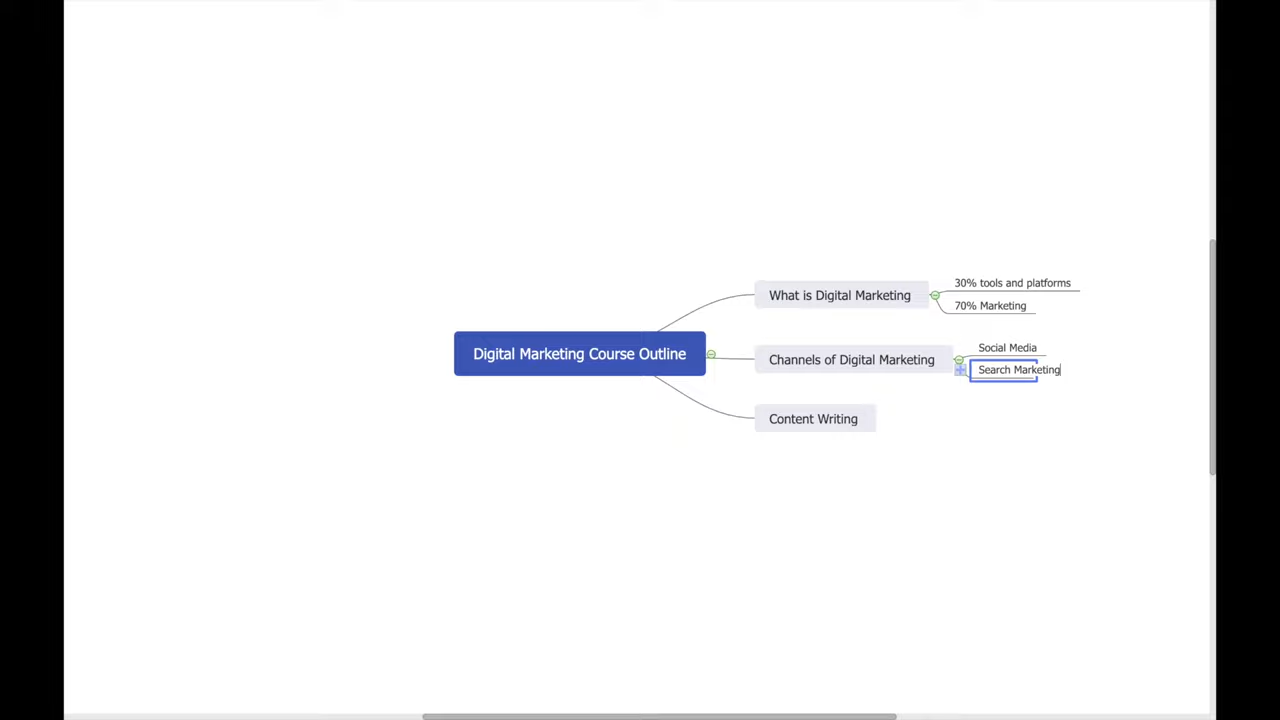 Digital Marketing Course Outline
What is Digital Marketing
30% tools and platforms
70% Marketing
Channels of Digital Marketing
Social Media
Search Marketing
Content Writing